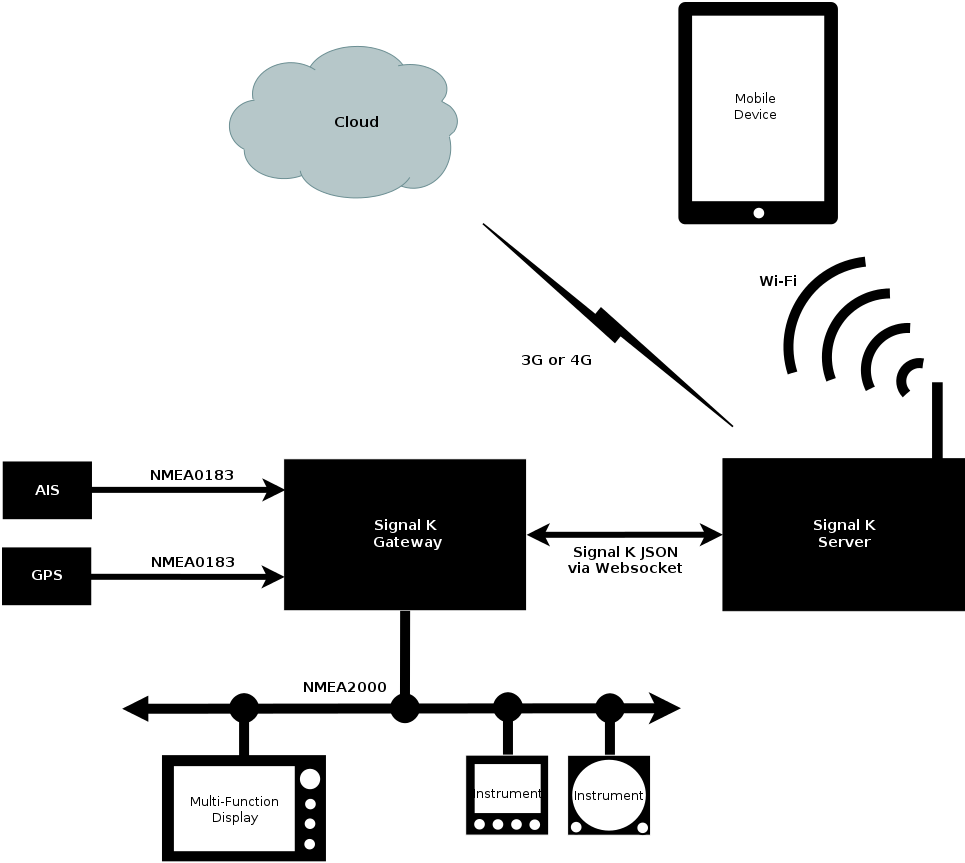 Cloud
Mobile
Device
Wi-Fi
3G or 4G
AIS
NMEA0183
GPS
NMEA0183
Signal K
Gateway
Signal K JSON
via Websocket
Signal K
Server
NMEA2000
Multi-Function
Display
Instrument
Instrument